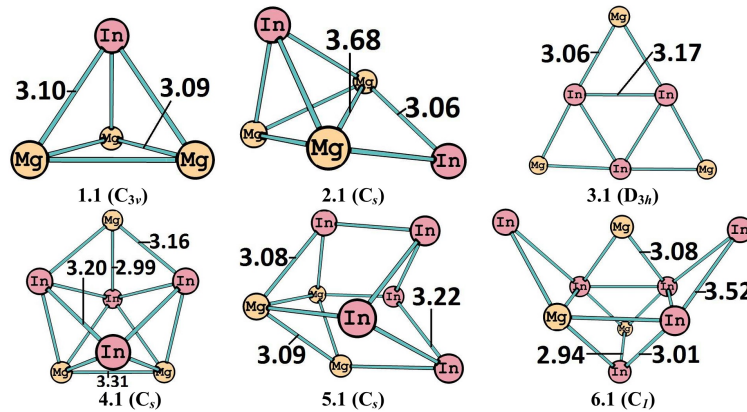 In
3.10
3.09
Mg
Mg
Mg
1.1 (C3v)
In
3.68
Mg
3.06
Mg
Mg
In
2.1 (Cs)
Mg
3.06
3.17
In
In
Mg
In
Mg
3.1 (D3h)
Mg
3.16
3.20
2.99
In
In
In
In
Mg
Mg
3.31
4.1 (Cs)
In
In
3.08
Mg
Mg
In
In
3.22
3.09
Mg
In
5.1 (Cs)
In
Mg
In
3.08
In
In
3.52
Mg
Mg
In
2.94
3.01
In
6.1 (C1)